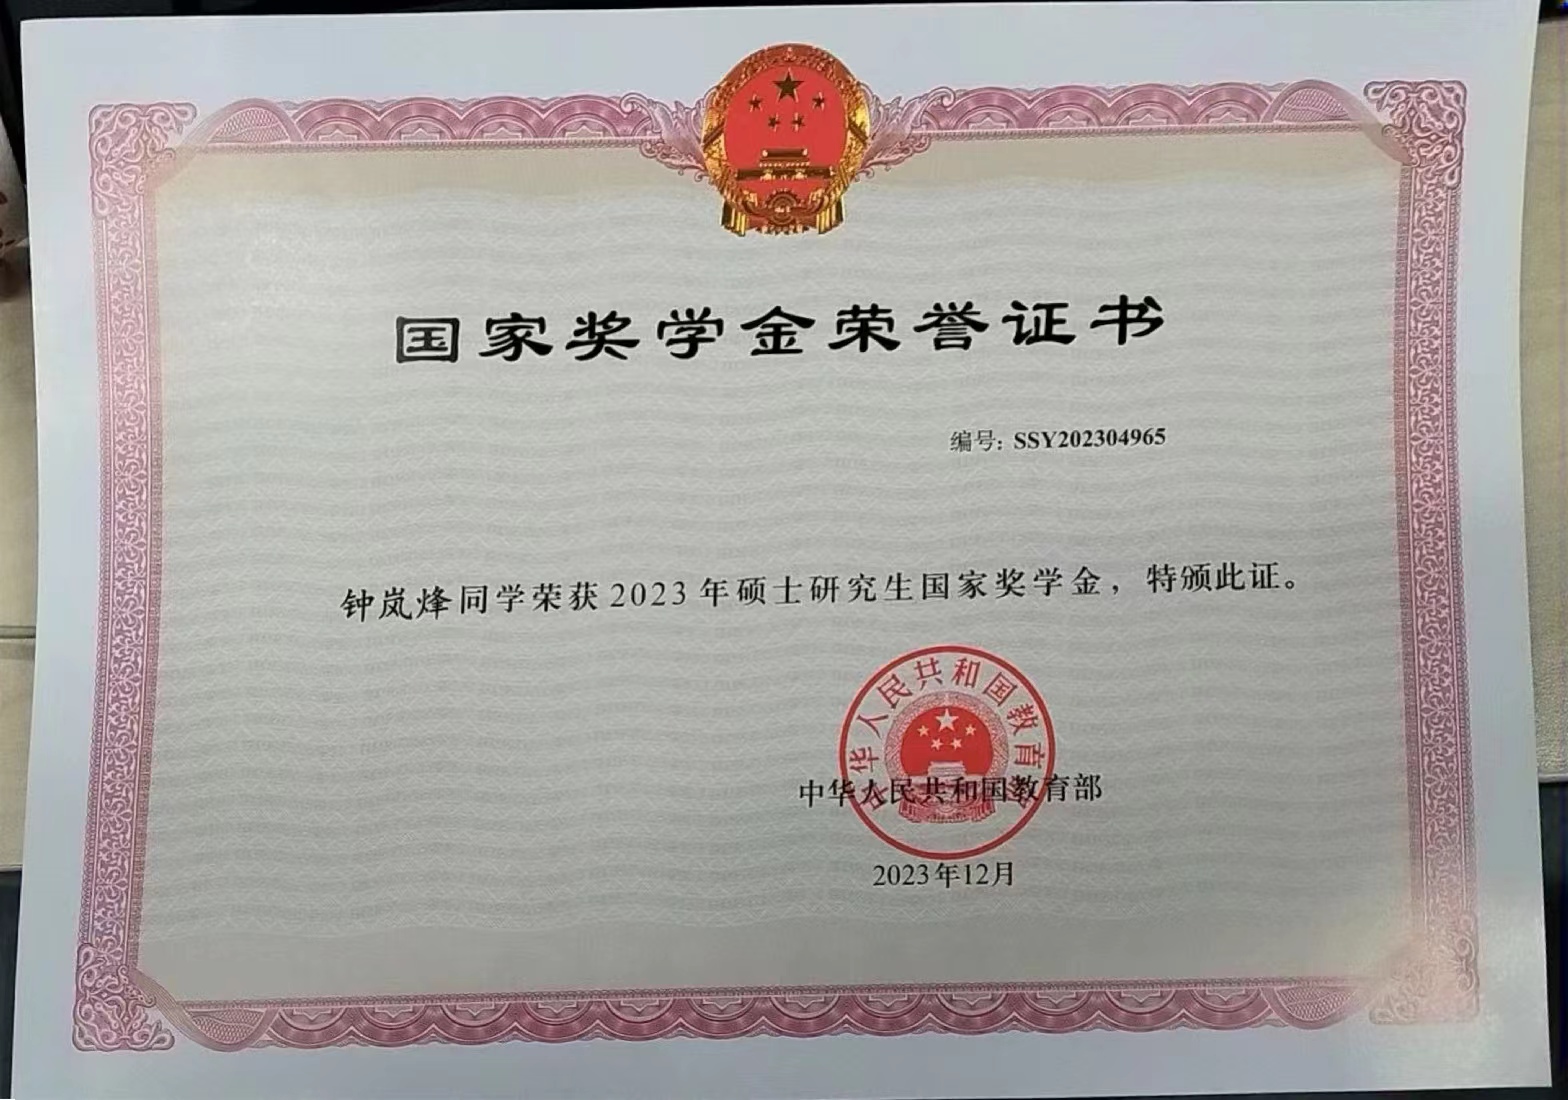 国家奖学金荣誉证书
编号: SSY202304965
钟岚烽同学荣获2023年硕士研究生国家奖学金，特颁此证。
中华人民共和国教育部
中华人民共和国教育部
2023年12月